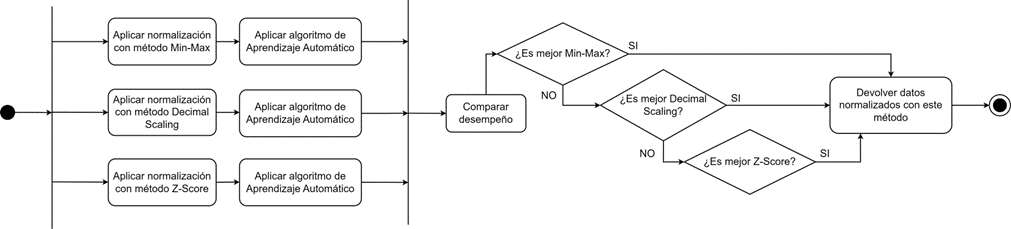 Aplicar normalización
con método Min-Max
Aplicar algoritmo de
Aprendizaje Automático
Aplicar normalización
con método Decimal
Scaling
Aplicar algoritmo de
Aprendizaje Automático
Aplicar normalización
con método Z-Score
Aplicar algoritmo de
Aprendizaje Automático
Comparar
desempeño
¿Es mejor Min-Max?
SI
NO
¿Es mejor Decimal
Scaling?
SI
NO
¿Es mejor Z-Score?
SI
Devolver datos
normalizados con este
método